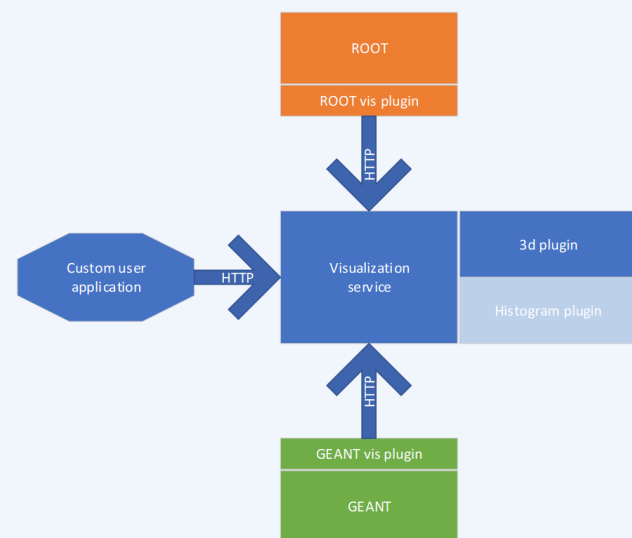 ROOT
ROOT vis plugin
HTTP
Custom user
application
HTTP
Visualization
service
3d plugin
Histogram plugin
HTTP
GEANT vis plugin
GEANT